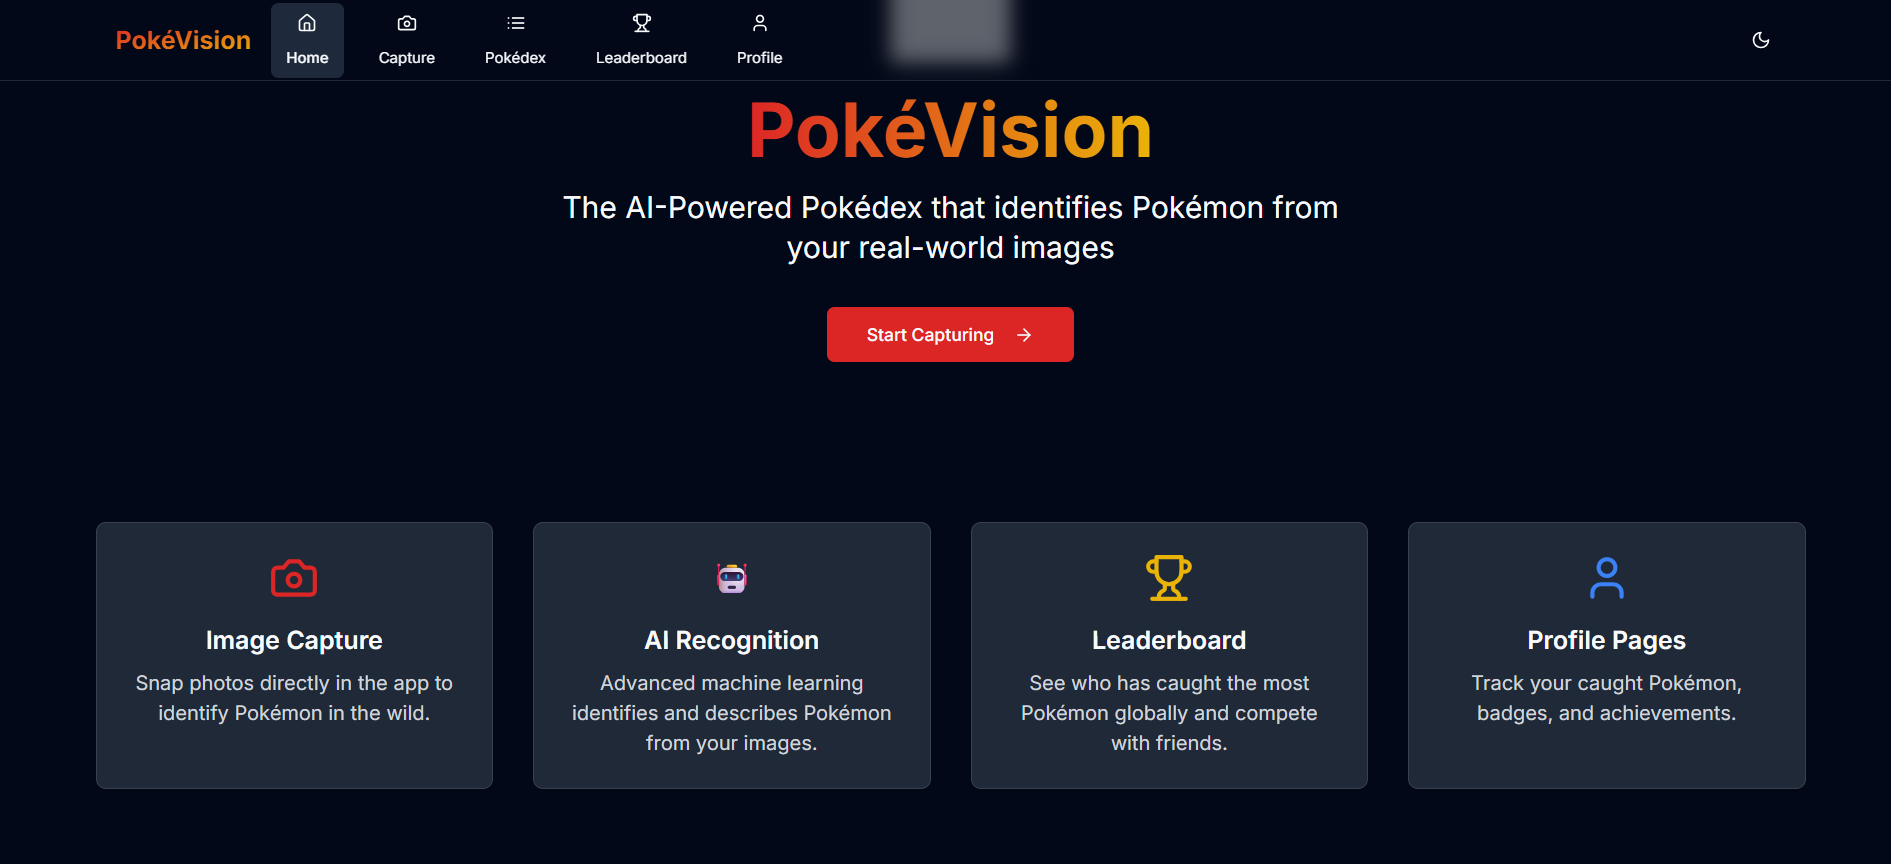 PokéVision
Home
Capture
Pokédex
Leaderboard
Profile
PokéVision
The AI-Powered Pokédex that identifies Pokémon from
your real-world images
Start Capturing
Image Capture
Snap photos directly in the app to
identify Pokémon in the wild.
AI Recognition
Advanced machine learning
identifies and describes Pokémon
from your images.
Leaderboard
See who has caught the most
Pokémon globally and compete
with friends.
Profile Pages
Track your caught Pokémon,
badges, and achievements.